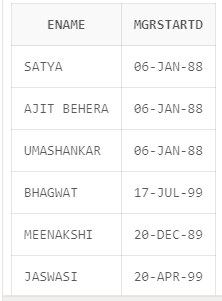 ENAME MGRSTARTD
SATYA 06-JAN-88
AJIT BEHERA 06-JAN-88
UMASHANKAR 06-JAN-88
BHAGWAT 17-JUL-99
MEENAKSHI 20-DEC-89
JASWASI 20-APR-99